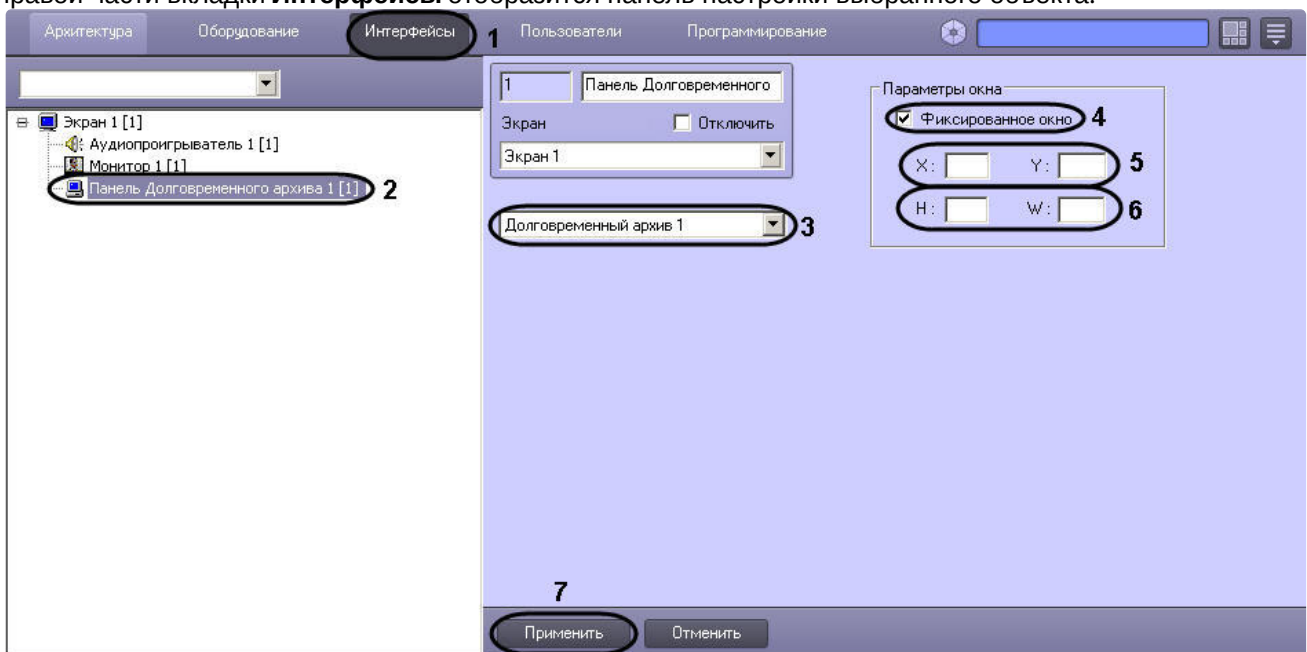 правой части вкладки Интерфейсы отобразится панель настройки выбранного объекта.
Архитектура Оборудование Интерфейсы 1 Пользователи Программирование
1 Панель Долговременного
Экран Отключить
Экран 1
Долговременный архив 1 3
Параметры окна
Фиксированное окно 4
X: Y: 5
H: W: 6
Экран 1 [1]
Аудиопроигрыватель 1 [1]
Монитор 1 [1]
Панель Долговременного архива 1 [1] 2
7
Применить Отменить